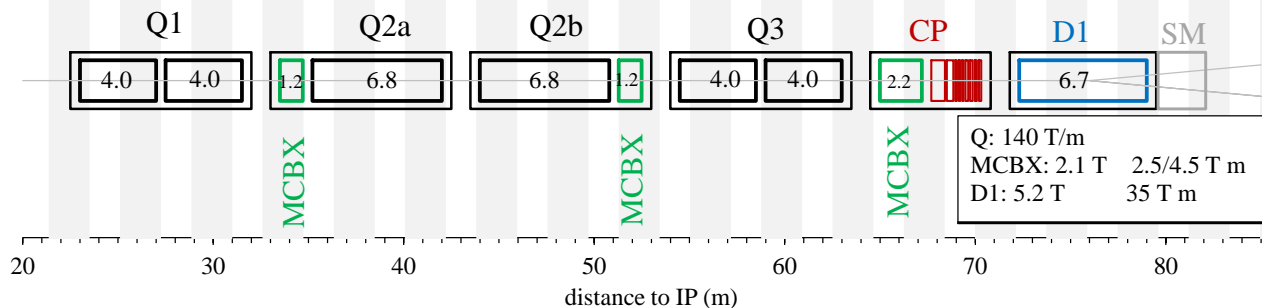 Q1 Q2a Q2b Q3 CP D1 SM
4.0 4.0 1.2 6.8 6.8 1.2 4.0 4.0 2.2 6.7
MCBX MCBX MCBX
Q: 140 T/m
MCBX: 2.1 T 2.5/4.5 T m
D1: 5.2 T 35 T m
20 30 40 50 60 70 80
distance to IP (m)